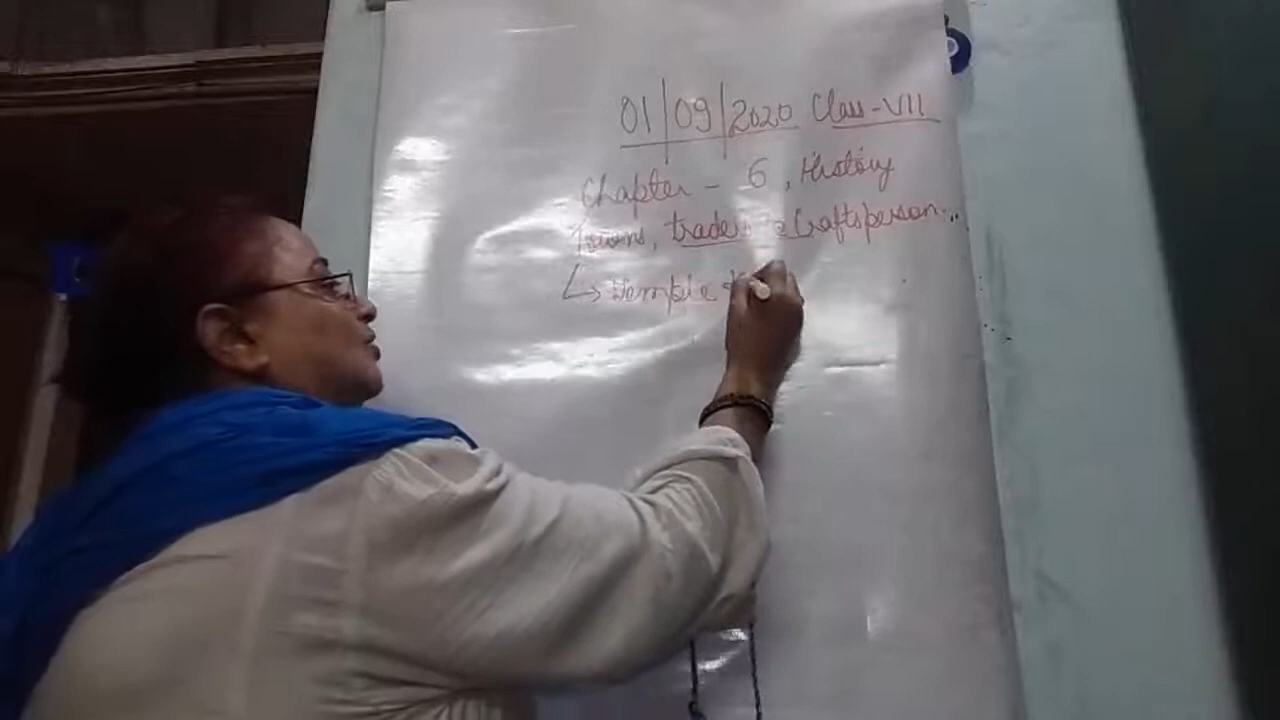 01/09/2020 Class-VII
Chapter - 6, History
Towns, traders & Craftsperson...
↳ Temple